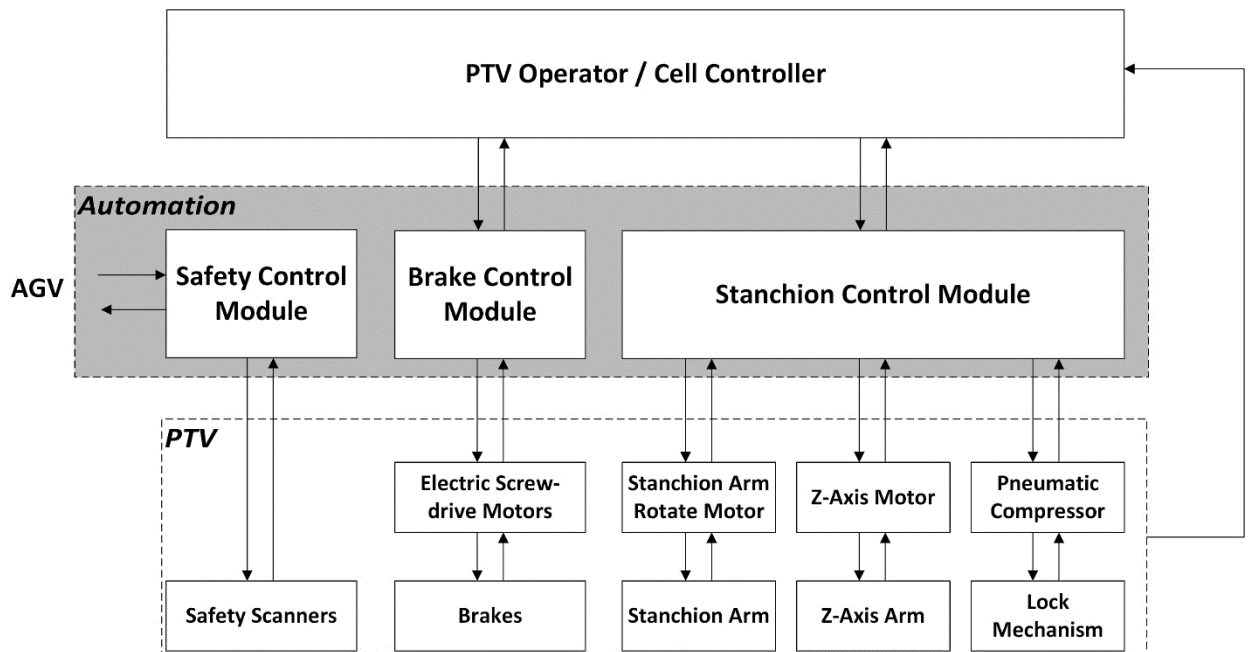 PTV Operator / Cell Controller
Automation
AGV
Safety Control
Module
Brake Control
Module
Stanchion Control Module
PTV
Electric Screw-
drive Motors
Stanchion Arm
Rotate Motor
Z-Axis Motor
Pneumatic
Compressor
Safety Scanners
Brakes
Stanchion Arm
Z-Axis Arm
Lock
Mechanism